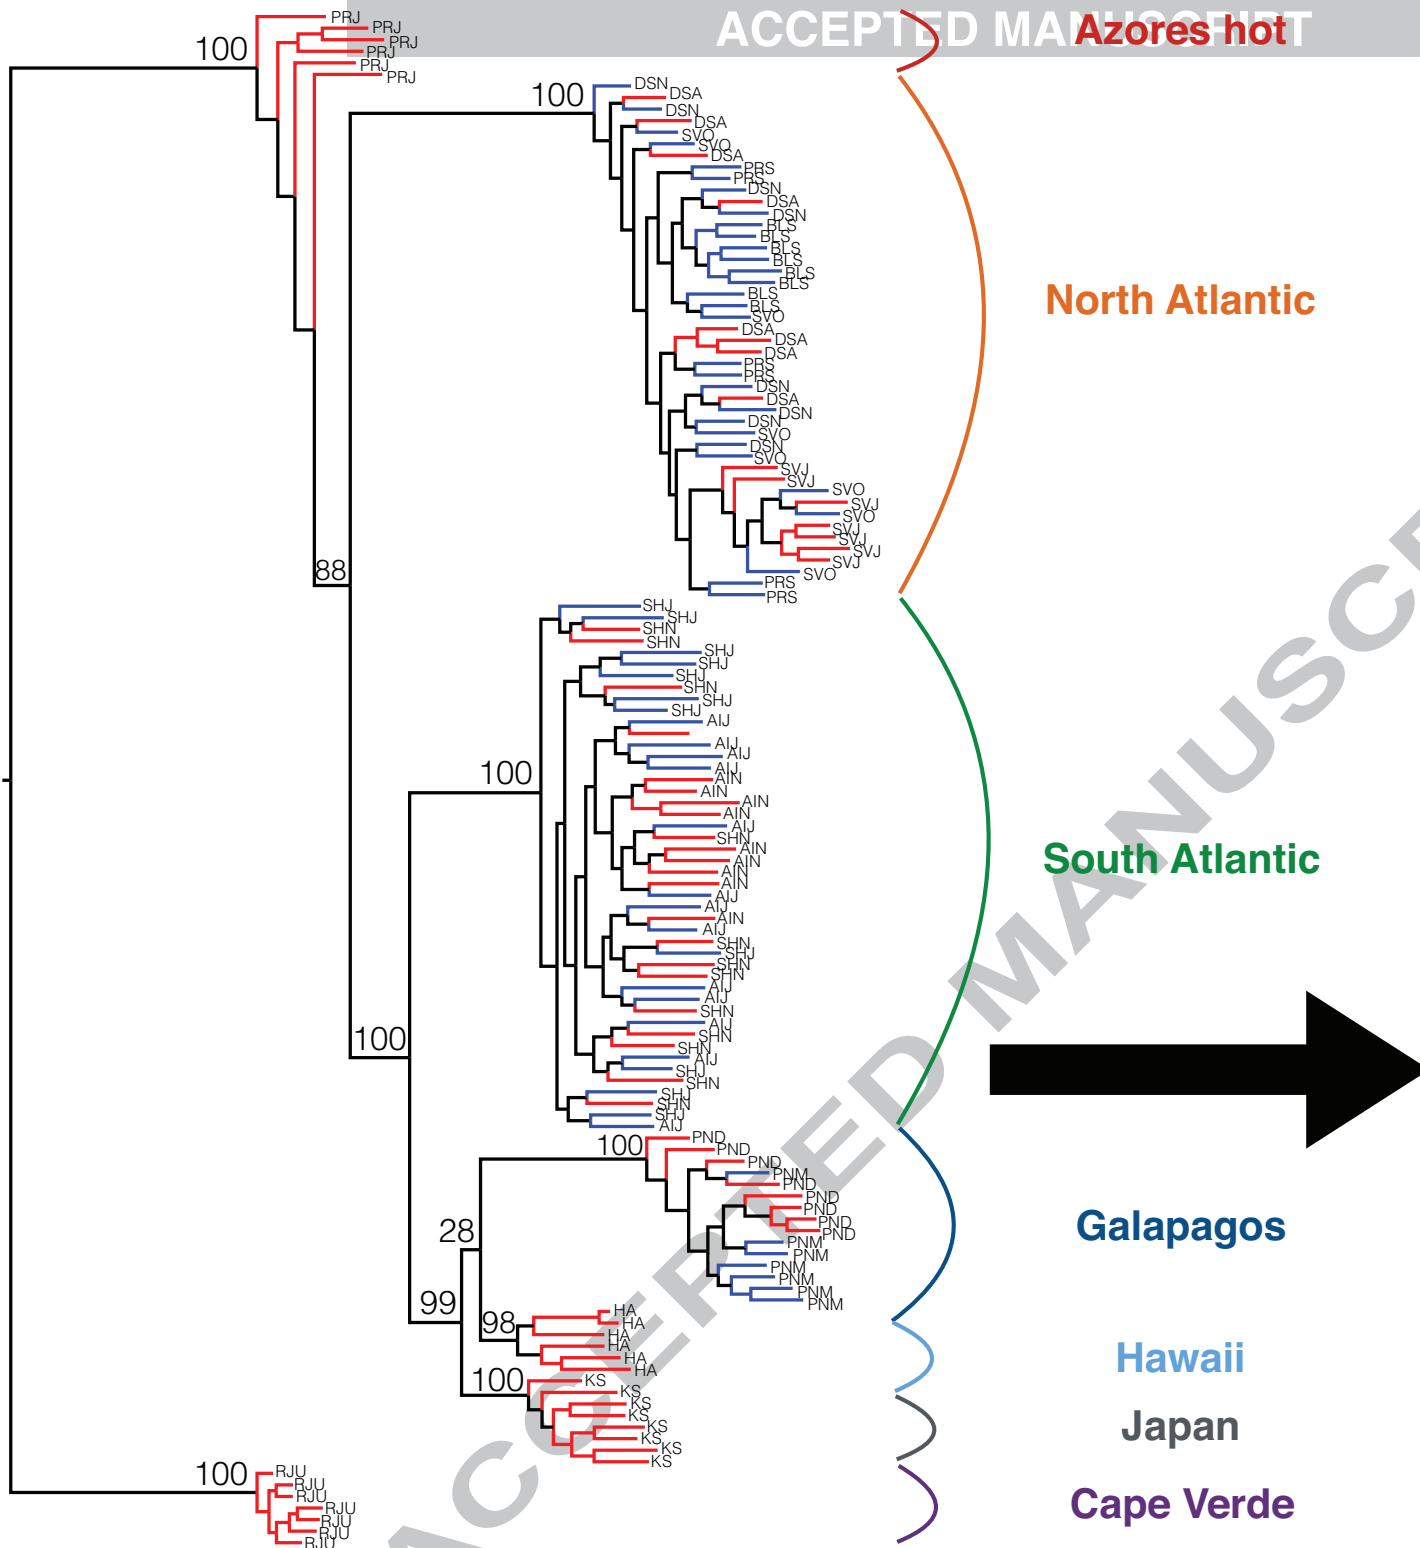 ACCEPTED MANUSCRIPT
Azores hot
PRJ
PRJ
PRJ
PRJ
PRJ
PRJ
100
100
DSN
DSA
DSN
DSA
SVO
SVO
DSA
PRS
PRS
DSN
DSA
DSN
BLS
BLS
BLS
BLS
BLS
BLS
BLS
BLS
SVO
North Atlantic
DSA
DSA
DSA
PRS
PRS
DSN
DSA
DSN
DSN
SVO
DSN
SVO
SVJ
SVJ
SVO
SVJ
SVO
SVJ
SVJ
SVJ
SVJ
SVO
88
PRS
PRS
SHJ
SHJ
SHN
SHN
SHJ
SHJ
SHJ
SHN
SHJ
SHJ
AIJ
AIJ
AIJ
AIJ
100
AIN
AIN
AIN
AIN
AIJ
SHN
AIN
AIN
South Atlantic
AIN
AIN
AIJ
AIJ
AIN
AIJ
SHN
SHJ
SHN
SHN
AIJ
AIJ
SHN
AIJ
SHN
100
SHN
AIJ
SHJ
SHN
SHJ
SHN
SHJ
AIJ
100
PND
PND
PND
PNM
PND
PND
PND
PND
PND
28
Galapagos
PNM
PNM
PNM
PNM
PNM
PNM
99
98
HA
HA
HA
HA
HA
HA
Hawaii
100
KS
KS
KS
KS
KS
KS
KS
KS
Japan
100
RJU
RJU
RJU
RJU
RJU
RJU
RJU
Cape Verde
ACCEPTED MANUSCR